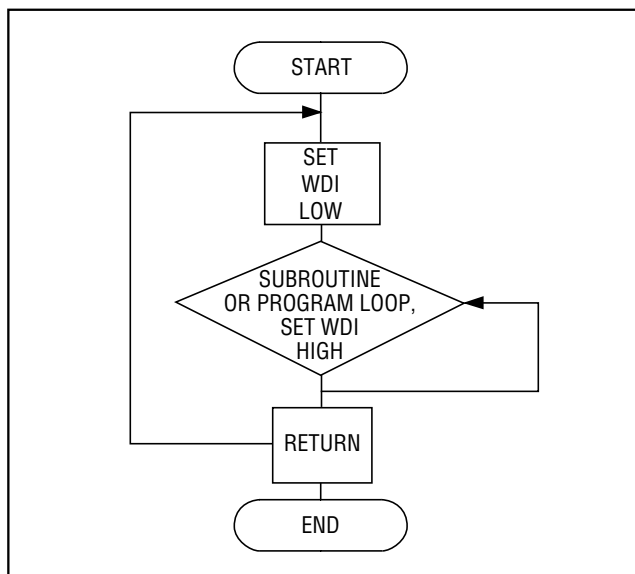 START
SET
WDI
LOW
SUBROUTINE
OR PROGRAM LOOP,
SET WDI
HIGH
RETURN
END